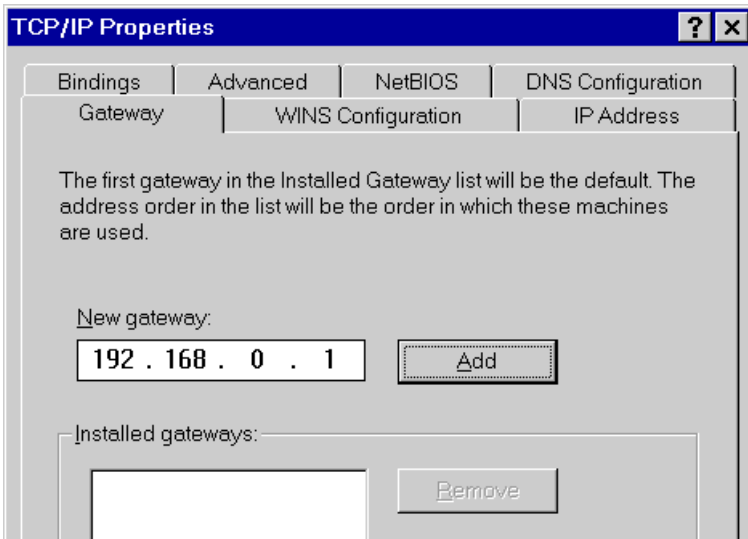 TCP/IP Properties
? ×
Bindings Advanced NetBIOS DNS Configuration
Gateway WINS Configuration IP Address
The first gateway in the Installed Gateway list will be the default. The
address order in the list will be the order in which these machines
are used.
New gateway:
192 . 168 . 0 . 1 Add
Installed gateways:
Remove